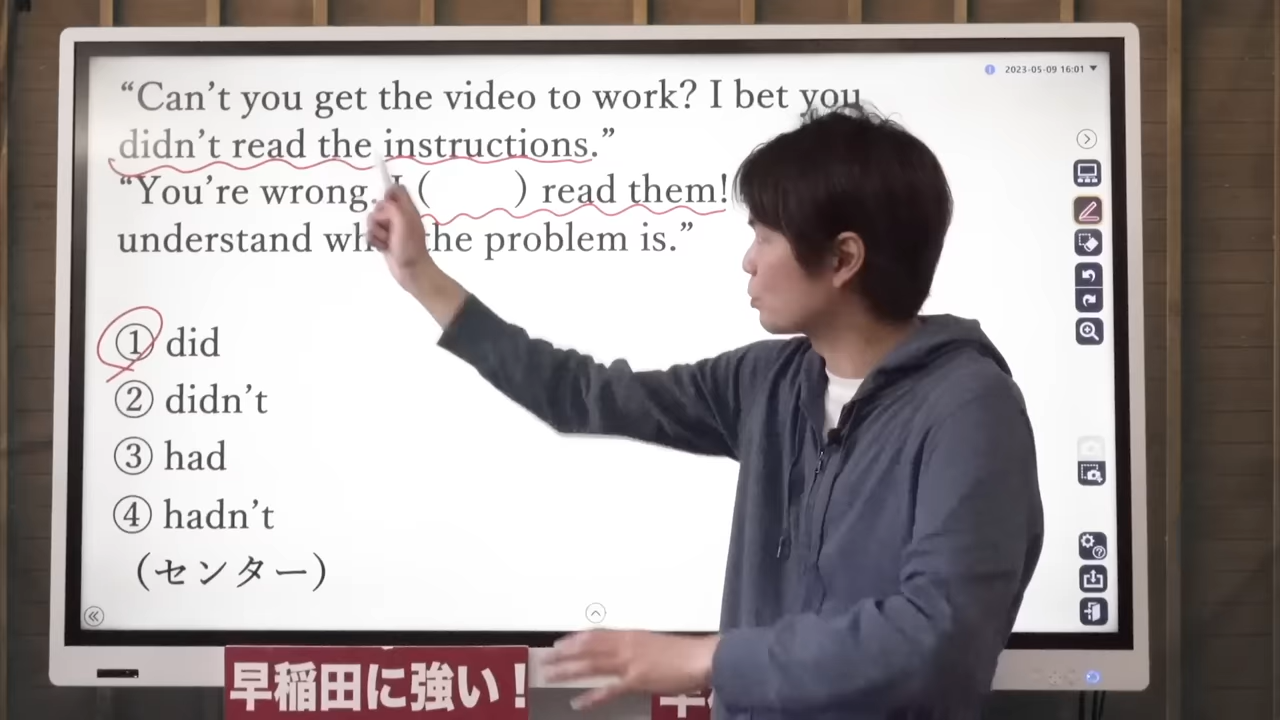 “Can’t you get the video to work? I bet you
didn’t read the instructions.”
“You’re wrong. I ( ) read them!
understand the problem is.”
① did
② didn’t
③ had
④ hadn’t
(センター)
2023-05-09 16:01
早稲田に強い！